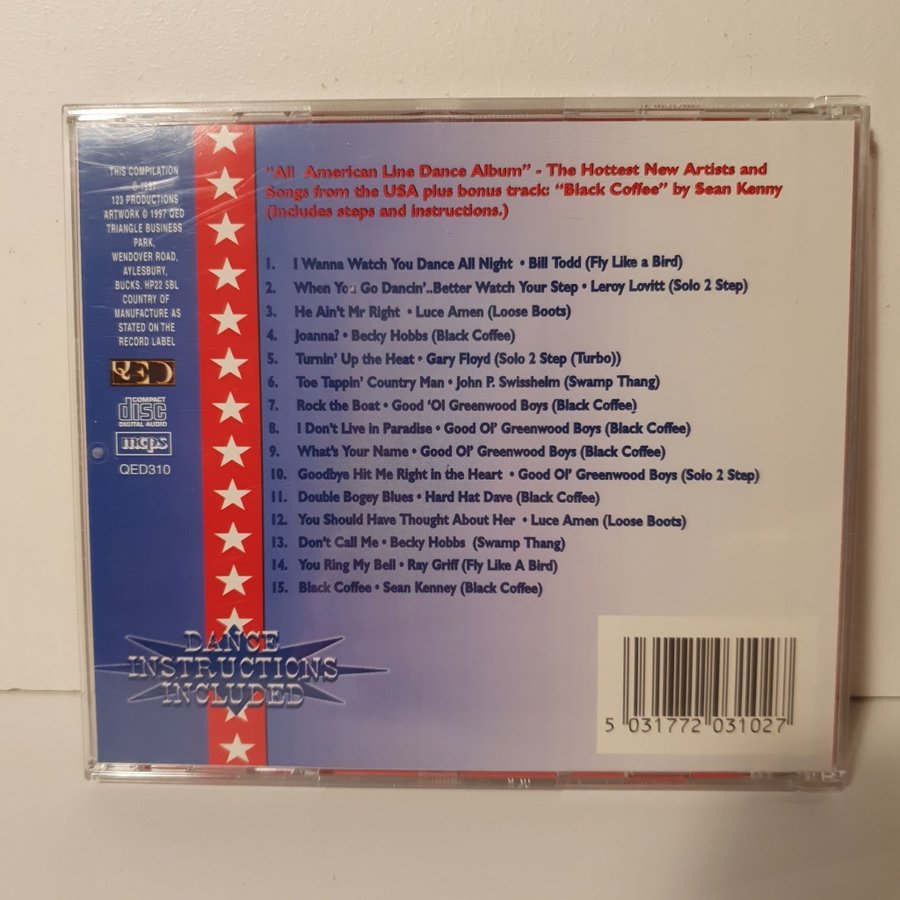 THIS COMPILATION
© 1997
123 PRODUCTIONS
ARTWORK © 1997 QED
TRIANGLE BUSINESS
PARK,
WENDOVER ROAD,
AYLESBURY,
BUCKS. HP22 5BL
COUNTRY OF
MANUFACTURE AS
STATED ON THE
RECORD LABEL
QED
COMPACT
disc
DIGITAL AUDIO
mcps
QED310
"All American Line Dance Album" - The Hottest New Artists and
Songs from the USA plus bonus track: "Black Coffee" by Sean Kenny
(Includes steps and instructions.)
1. I Wanna Watch You Dance All Night • Bill Todd (Fly Like a Bird)
2. When You Go Dancin'..Better Watch Your Step • Leroy Lovitt (Solo 2 Step)
3. He Ain't Mr Right • Luce Amen (Loose Boots)
4. Joanna? • Becky Hobbs (Black Coffee)
5. Turnin' Up the Heat • Gary Floyd (Solo 2 Step (Turbo))
6. Toe Tappin' Country Man • John P. Swisshelm (Swamp Thang)
7. Rock the Boat • Good 'Ol Greenwood Boys (Black Coffee)
8. I Don't Live in Paradise • Good Ol' Greenwood Boys (Black Coffee)
9. What's Your Name • Good Ol' Greenwood Boys (Black Coffee)
10. Goodbye Hit Me Right in the Heart • Good Ol' Greenwood Boys (Solo 2 Step)
11. Double Bogey Blues • Hard Hat Dave (Black Coffee)
12. You Should Have Thought About Her • Luce Amen (Loose Boots)
13. Don't Call Me • Becky Hobbs (Swamp Thang)
14. You Ring My Bell • Ray Griff (Fly Like A Bird)
15. Black Coffee • Sean Kenney (Black Coffee)
DANCE
INSTRUCTIONS
INCLUDED
5 031772 031027